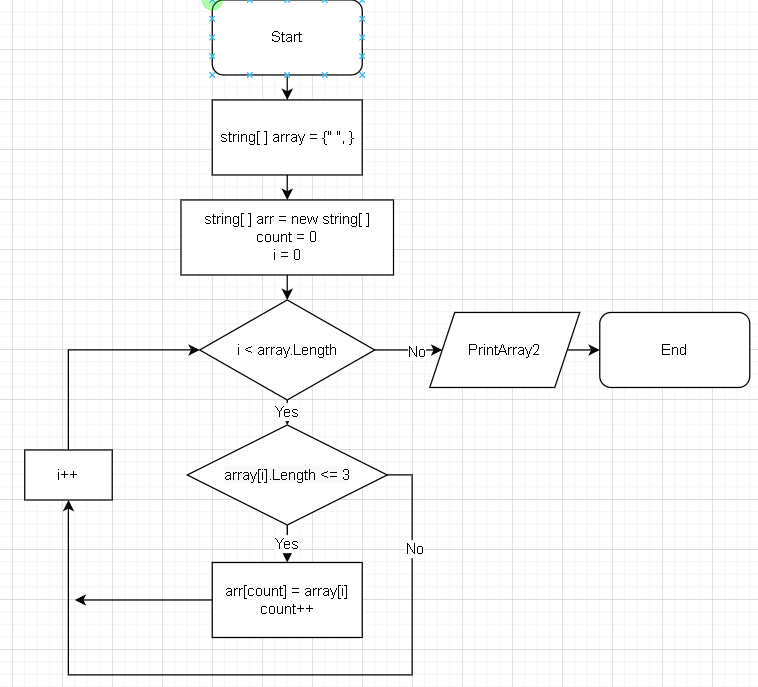 Start
string[ ] array = {" ", }
string[ ] arr = new string[ ]
count = 0
i = 0
i < array.Length
No
PrintArray2
End
Yes
array[i].Length <= 3
i++
Yes
No
arr[count] = array[i]
count++